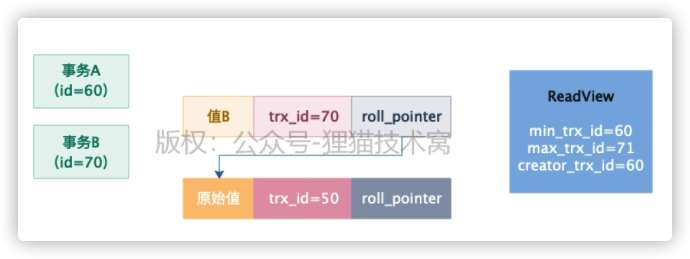 事务A
（id=60）
事务B
（id=70）
值B
trx_id=70
roll_pointer
版权：公众号-狸猫技术窝
原始值
trx_id=50
roll_pointer
ReadView
min_trx_id=60
max_trx_id=71
creator_trx_id=60